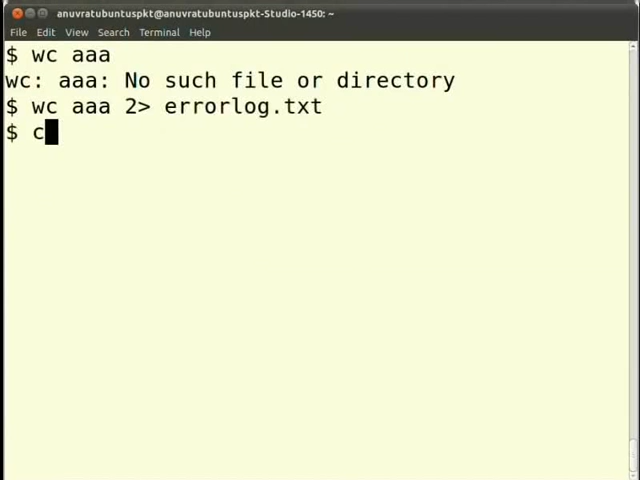 anuvratubuntuspkt@anuvratubuntuspkt-Studio-1450: ~
File Edit View Search Terminal Help
$ wc aaa
wc: aaa: No such file or directory
$ wc aaa 2> errorlog.txt
$ c